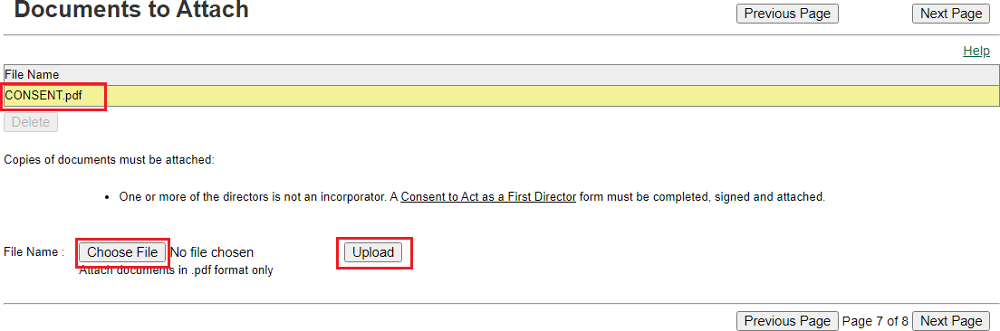 Documents to Attach
Previous Page Next Page
Help
File Name
CONSENT.pdf
Delete
Copies of documents must be attached:
• One or more of the directors is not an incorporator. A Consent to Act as a First Director form must be completed, signed and attached.
File Name : Choose File No file chosen Upload
Attach documents in .pdf format only
Previous Page Page 7 of 8 Next Page